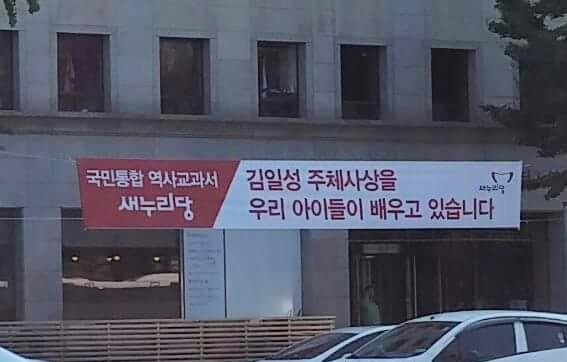 국민통합 역사교과서
새누리당
김일성 주체사상을
우리 아이들이 배우고 있습니다
새누리당